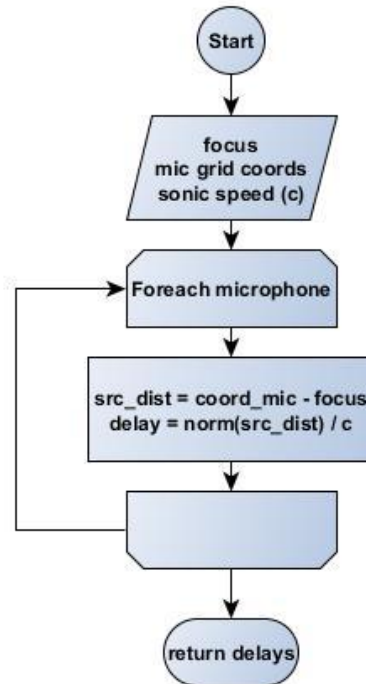 Start
focus
mic grid coords
sonic speed (c)
Foreach microphone
src_dist = coord_mic - focus
delay = norm(src_dist) / c
return delays